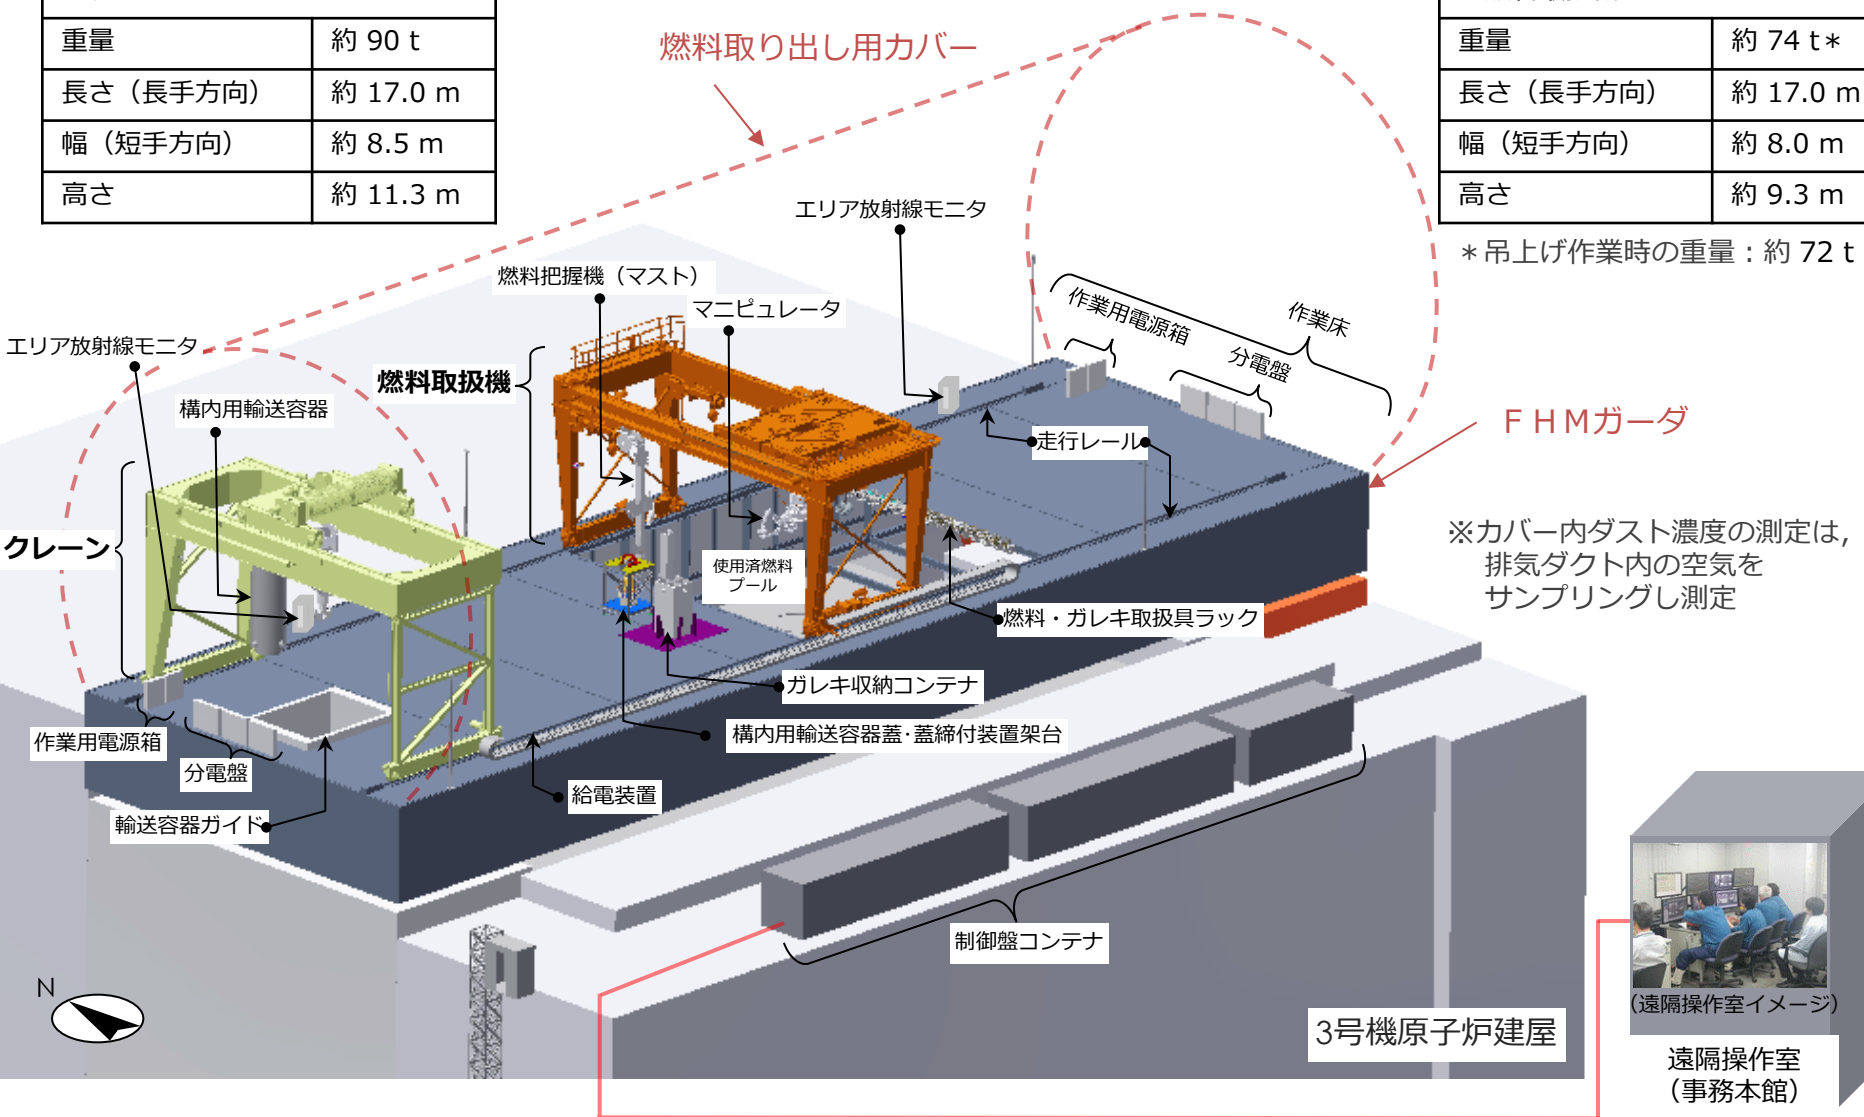 重量 約 90 t
長さ（長手方向） 約 17.0 m
幅（短手方向） 約 8.5 m
高さ 約 11.3 m
燃料取り出し用カバー
重量 約 74 t＊
長さ（長手方向） 約 17.0 m
幅（短手方向） 約 8.0 m
高さ 約 9.3 m
＊吊上げ作業時の重量：約 72 t
エリア放射線モニタ
燃料把握機（マスト）
マニピュレータ
作業用電源箱
分電盤
作業床
エリア放射線モニタ
燃料取扱機
構内用輸送容器
走行レール
ＦＨＭガーダ
クレーン
※カバー内ダスト濃度の測定は，
排気ダクト内の空気を
サンプリングし測定
使用済燃料
プール
燃料・ガレキ取扱具ラック
ガレキ収納コンテナ
構内用輸送容器蓋・蓋締付装置架台
作業用電源箱
分電盤
給電装置
輸送容器ガイド
制御盤コンテナ
N
3号機原子炉建屋
（遠隔操作室イメージ）
遠隔操作室
（事務本館）